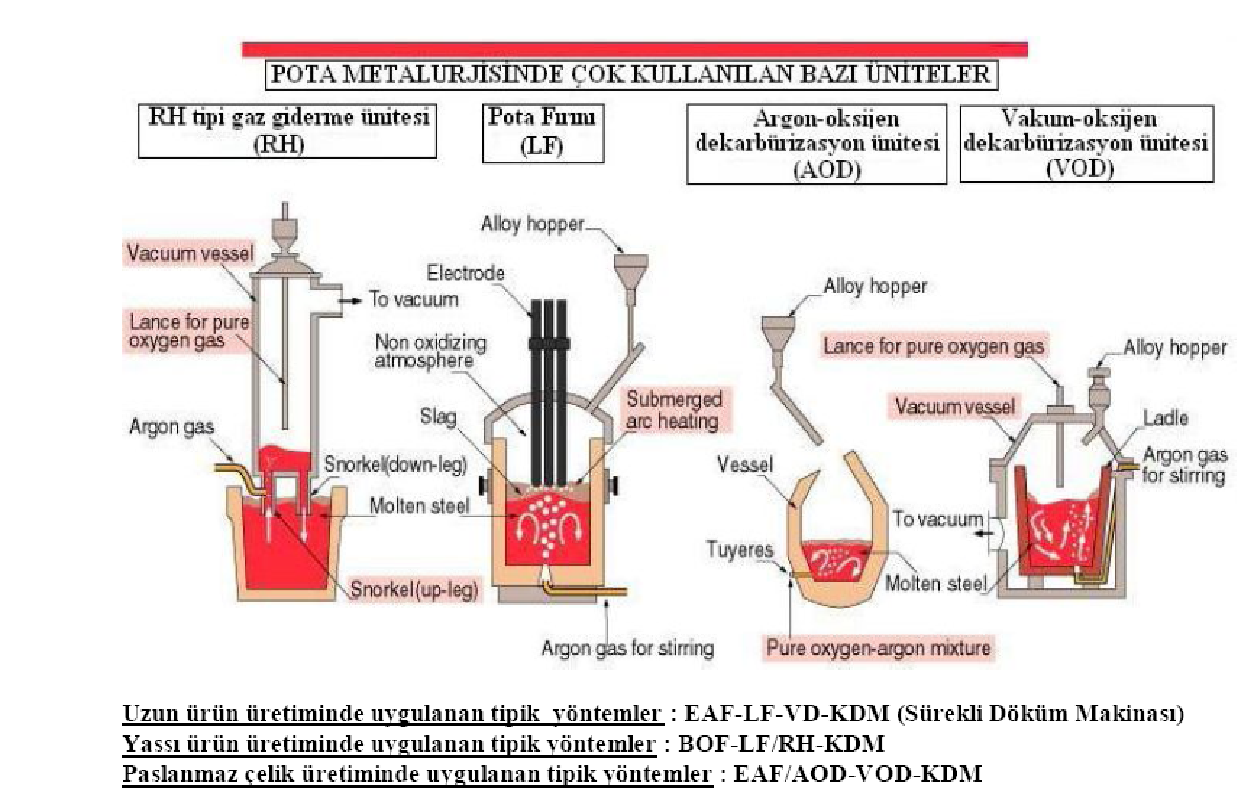 POTA METALURJİSİNDE ÇOK KULLANILAN BAZI ÜNİTELER
RH tipi gaz giderme ünitesi
(RH)
Pota Fırını
(LF)
Argon-oksijen
dekarbürizasyon ünitesi
(AOD)
Vakum-oksijen
dekarbürizasyon ünitesi
(VOD)
Vacuum vessel
To vacuum
Lance for pure
oxygen gas
Argon gas
Snorkel(down-leg)
Molten steel
Snorkel(up-leg)
Alloy hopper
Electrode
Non oxidizing
atmosphere
Slag
Submerged
arc heating
Argon gas for stirring
Alloy hopper
Vessel
Tuyeres
Molten steel
Pure oxygen-argon mixture
Lance for pure oxygen gas
Alloy hopper
Vacuum vessel
Ladle
Argon gas
for stirring
To vacuum
Uzun ürün üretiminde uygulanan tipik yöntemler : EAF-LF-VD-KDM (Sürekli Döküm Makinası)
Yassı ürün üretiminde uygulanan tipik yöntemler : BOF-LF/RH-KDM
Paslanmaz çelik üretiminde uygulanan tipik yöntemler : EAF/AOD-VOD-KDM